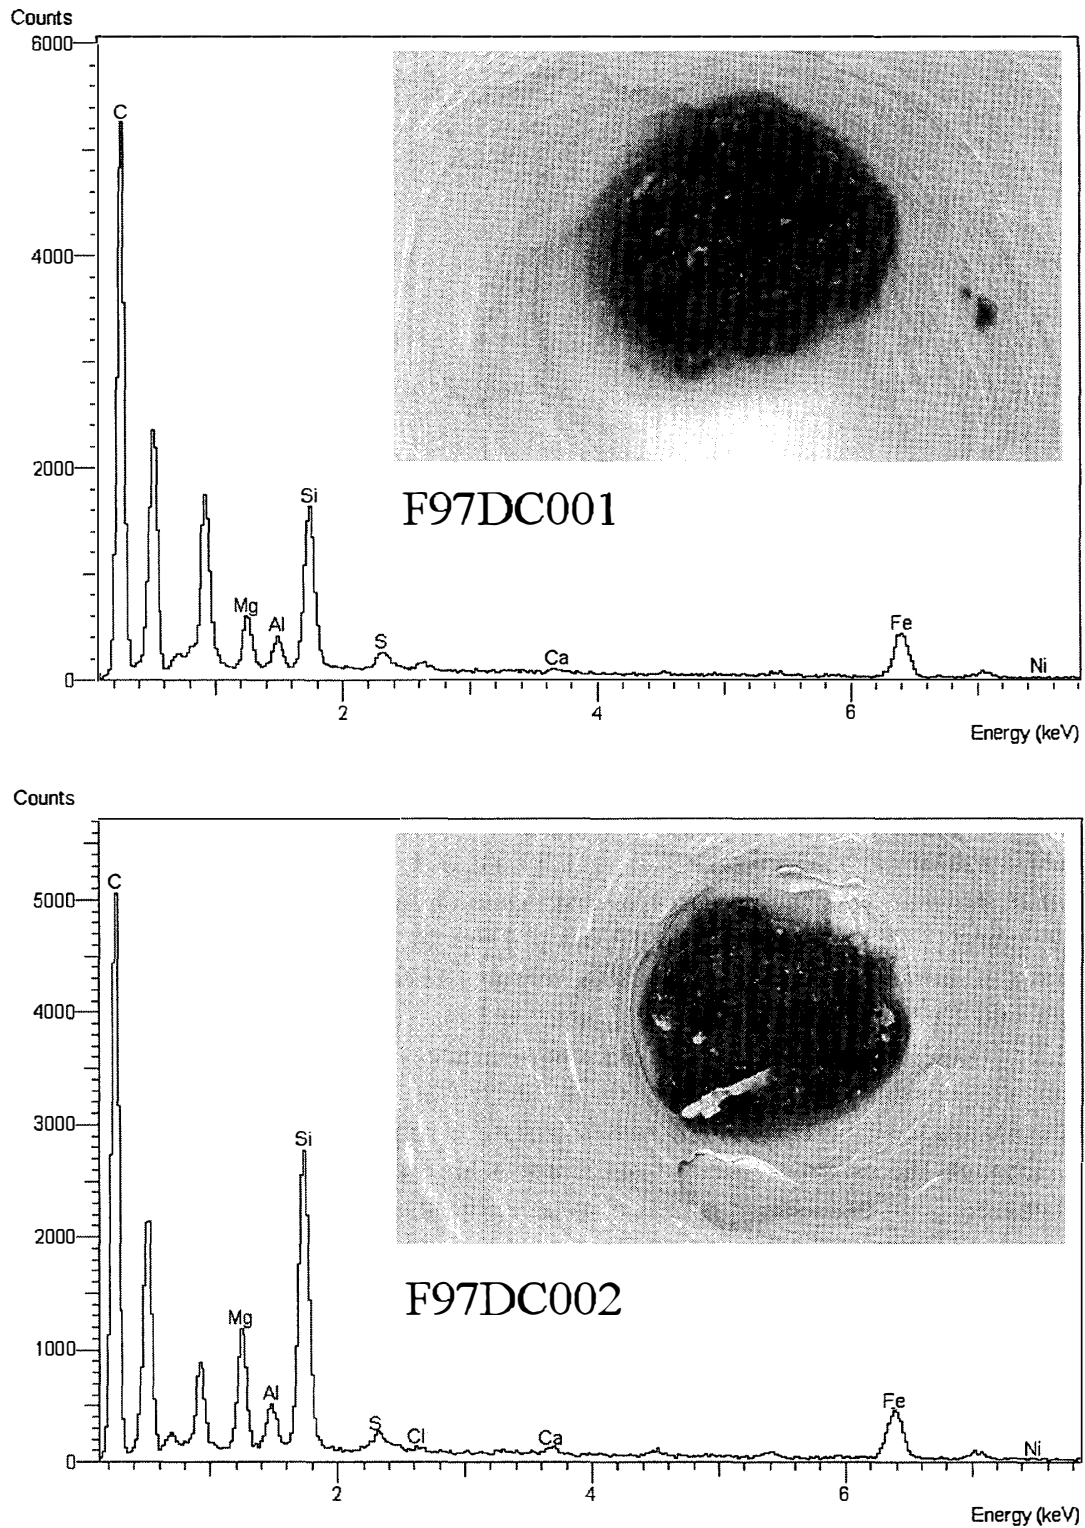 Counts
6000
C
4000
2000
Si
F97DC001
Mg
Al
S
Ca
Fe
Ni
0
2
4
6
Energy (keV)
Counts
C
5000
4000
3000
Si
2000
F97DC002
Mg
1000
Al
S
Cl
Ca
Fe
Ni
0
2
4
6
Energy (keV)